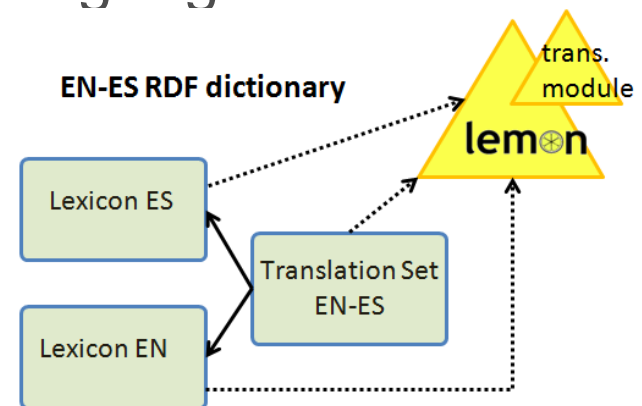 EN-ES RDF dictionary
trans.
module
lemon
Lexicon ES
Translation Set
EN-ES
Lexicon EN